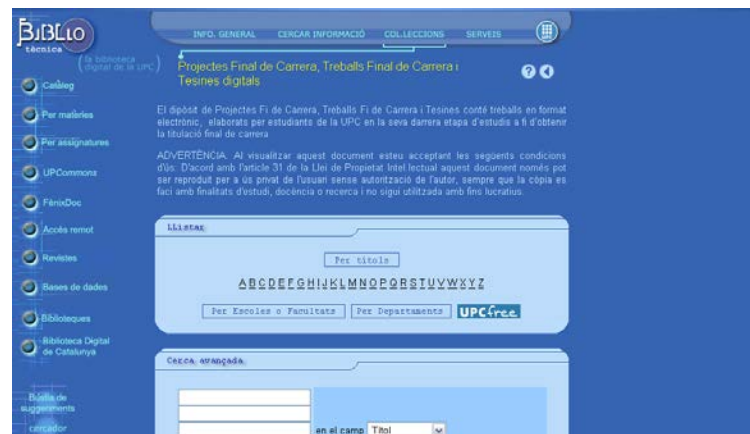 BIBLIO
tècnica
(la biblioteca
digital de la UPC)
INFO. GENERAL CERCAR INFORMACIÓ COL.LECCIONS SERVEIS
Projectes Final de Carrera, Treballs Final de Carrera i
Tesines digitals
Catàleg
Per matèries
Per assignatures
UPCommons
FènixDoc
Accès remot
Revistes
Bases de dades
Biblioteques
Biblioteca Digital
de Catalunya
Bústia de
suggeriments
cercador
El dipòsit de Projectes Fi de Carrera, Treballs Fi de Carrera i Tesines conté treballs en format
electrònic, elaborats per estudiants de la UPC en la seva darrera etapa d'estudis a fi d'obtenir
la titulació final de carrera
ADVERTÈNCIA. Al visualitzar aquest document esteu acceptant les següents condicions
d'ús: D'acord amb l'article 31 de la Llei de Propietat Intel lectual aquest document només pot
ser reproduït per a ús privat de l'usuari sense autorització de l'autor, sempre que la còpia es
faci amb finalitats d'estudi, docència o recerca i no sigui utilitzada amb fins lucratius.
Llistar
Per títols
A B C D E F G H I J K L M N O P Q R S T U V W X Y Z
Per Escoles o Facultats Per Departaments UPCfree
Cerca avançada
en el camp Títol